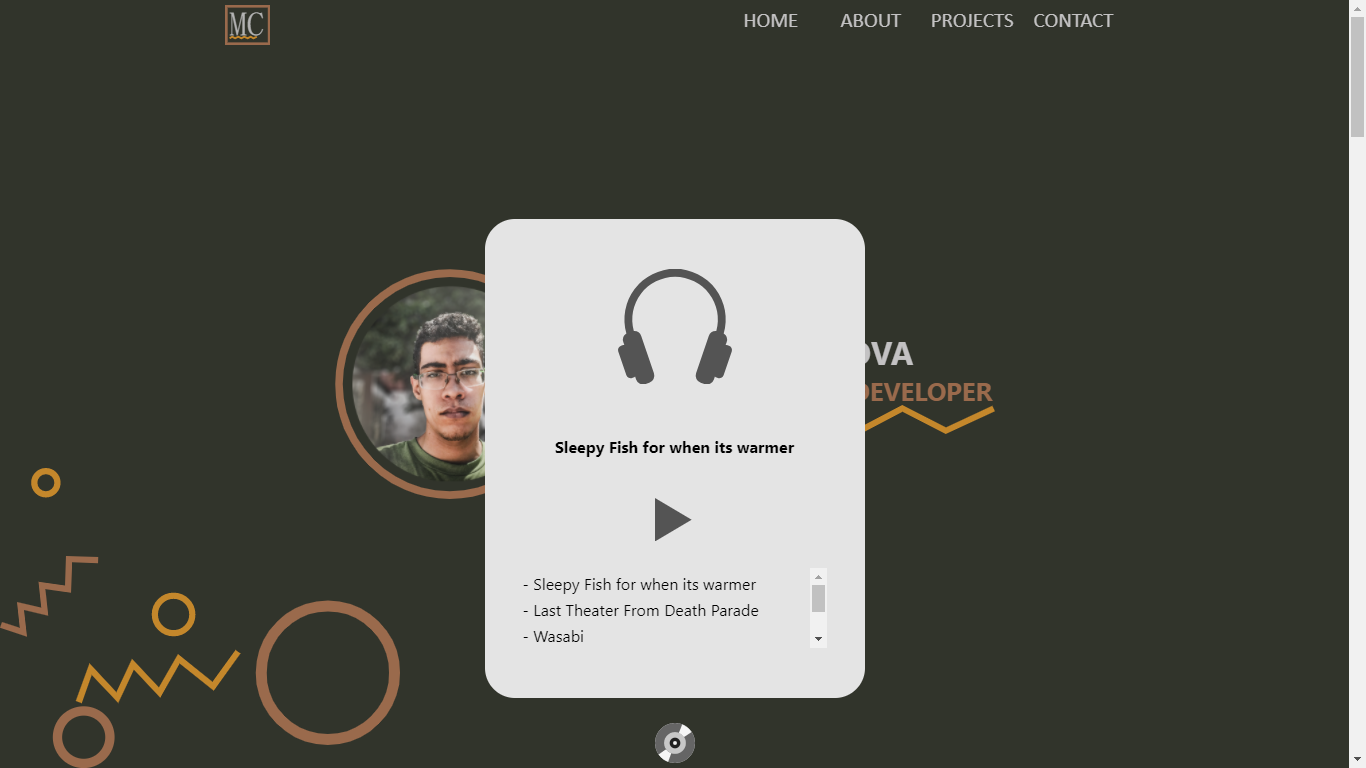 MC
HOME ABOUT PROJECTS CONTACT
OVA
DEVELOPER
Sleepy Fish for when its warmer
- Sleepy Fish for when its warmer
- Last Theater From Death Parade
- Wasabi